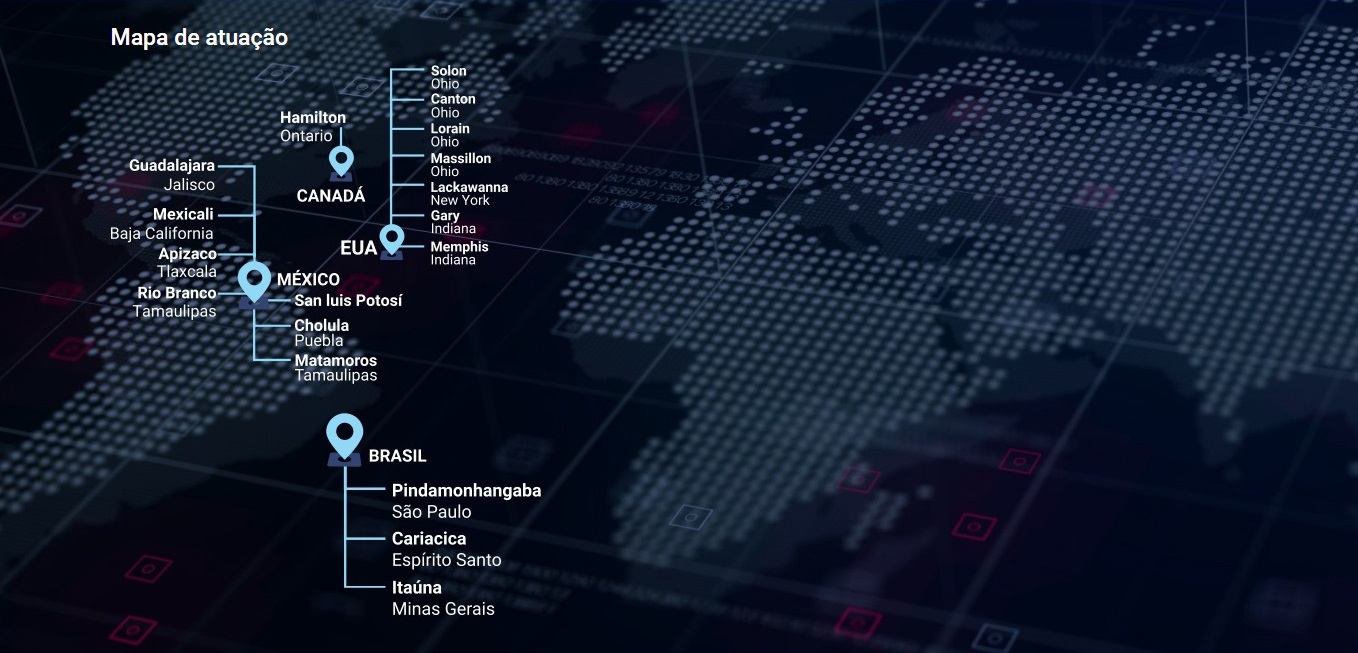 Mapa de atuação
Solon
Ohio
Canton
Ohio
Lorain
Ohio
Massillon
Ohio
Lackawanna
New York
Gary
Indiana
Memphis
Indiana
EUA
Hamilton
Ontario
CANADÁ
Guadalajara
Jalisco
Mexicali
Baja California
Apizaco
Tlaxcala
Rio Branco
Tamaulipas
MÉXICO
San luis Potosí
Cholula
Puebla
Matamoros
Tamaulipas
BRASIL
Pindamonhangaba
São Paulo
Cariacica
Espírito Santo
Itaúna
Minas Gerais